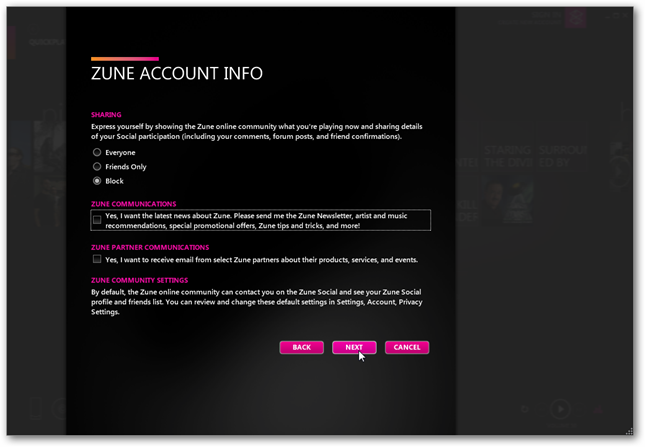 ZUNE ACCOUNT INFO
SHARING
Express yourself by showing the Zune online community what you're playing now and sharing details
of your Social participation (including your comments, forum posts, and friend confirmations).
Everyone
Friends Only
Block
ZUNE COMMUNICATIONS
Yes, I want the latest news about Zune. Please send me the Zune Newsletter, artist and music
recommendations, special promotional offers, Zune tips and tricks, and more!
ZUNE PARTNER COMMUNICATIONS
Yes, I want to receive email from select Zune partners about their products, services, and events.
ZUNE COMMUNITY SETTINGS
By default, the Zune online community can contact you on the Zune Social and see your Zune Social
profile and friends list. You can review and change these default settings in Settings, Account, Privacy
Settings.
BACK
NEXT
CANCEL